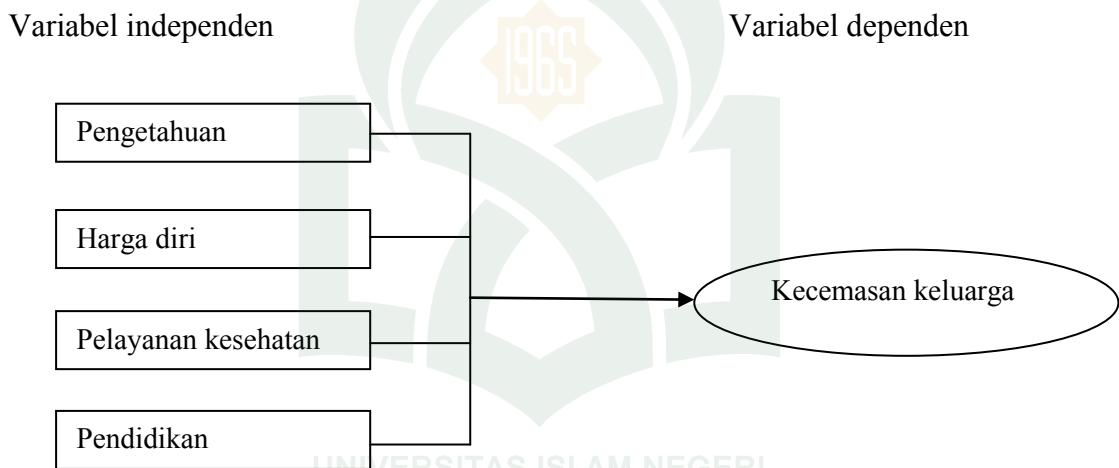 Variabel independen
Variabel dependen
1965
Pengetahuan
Harga diri
Kecemasan keluarga
Pelayanan kesehatan
Pendidikan
UNIVERSITAS ISLAM NEGERI